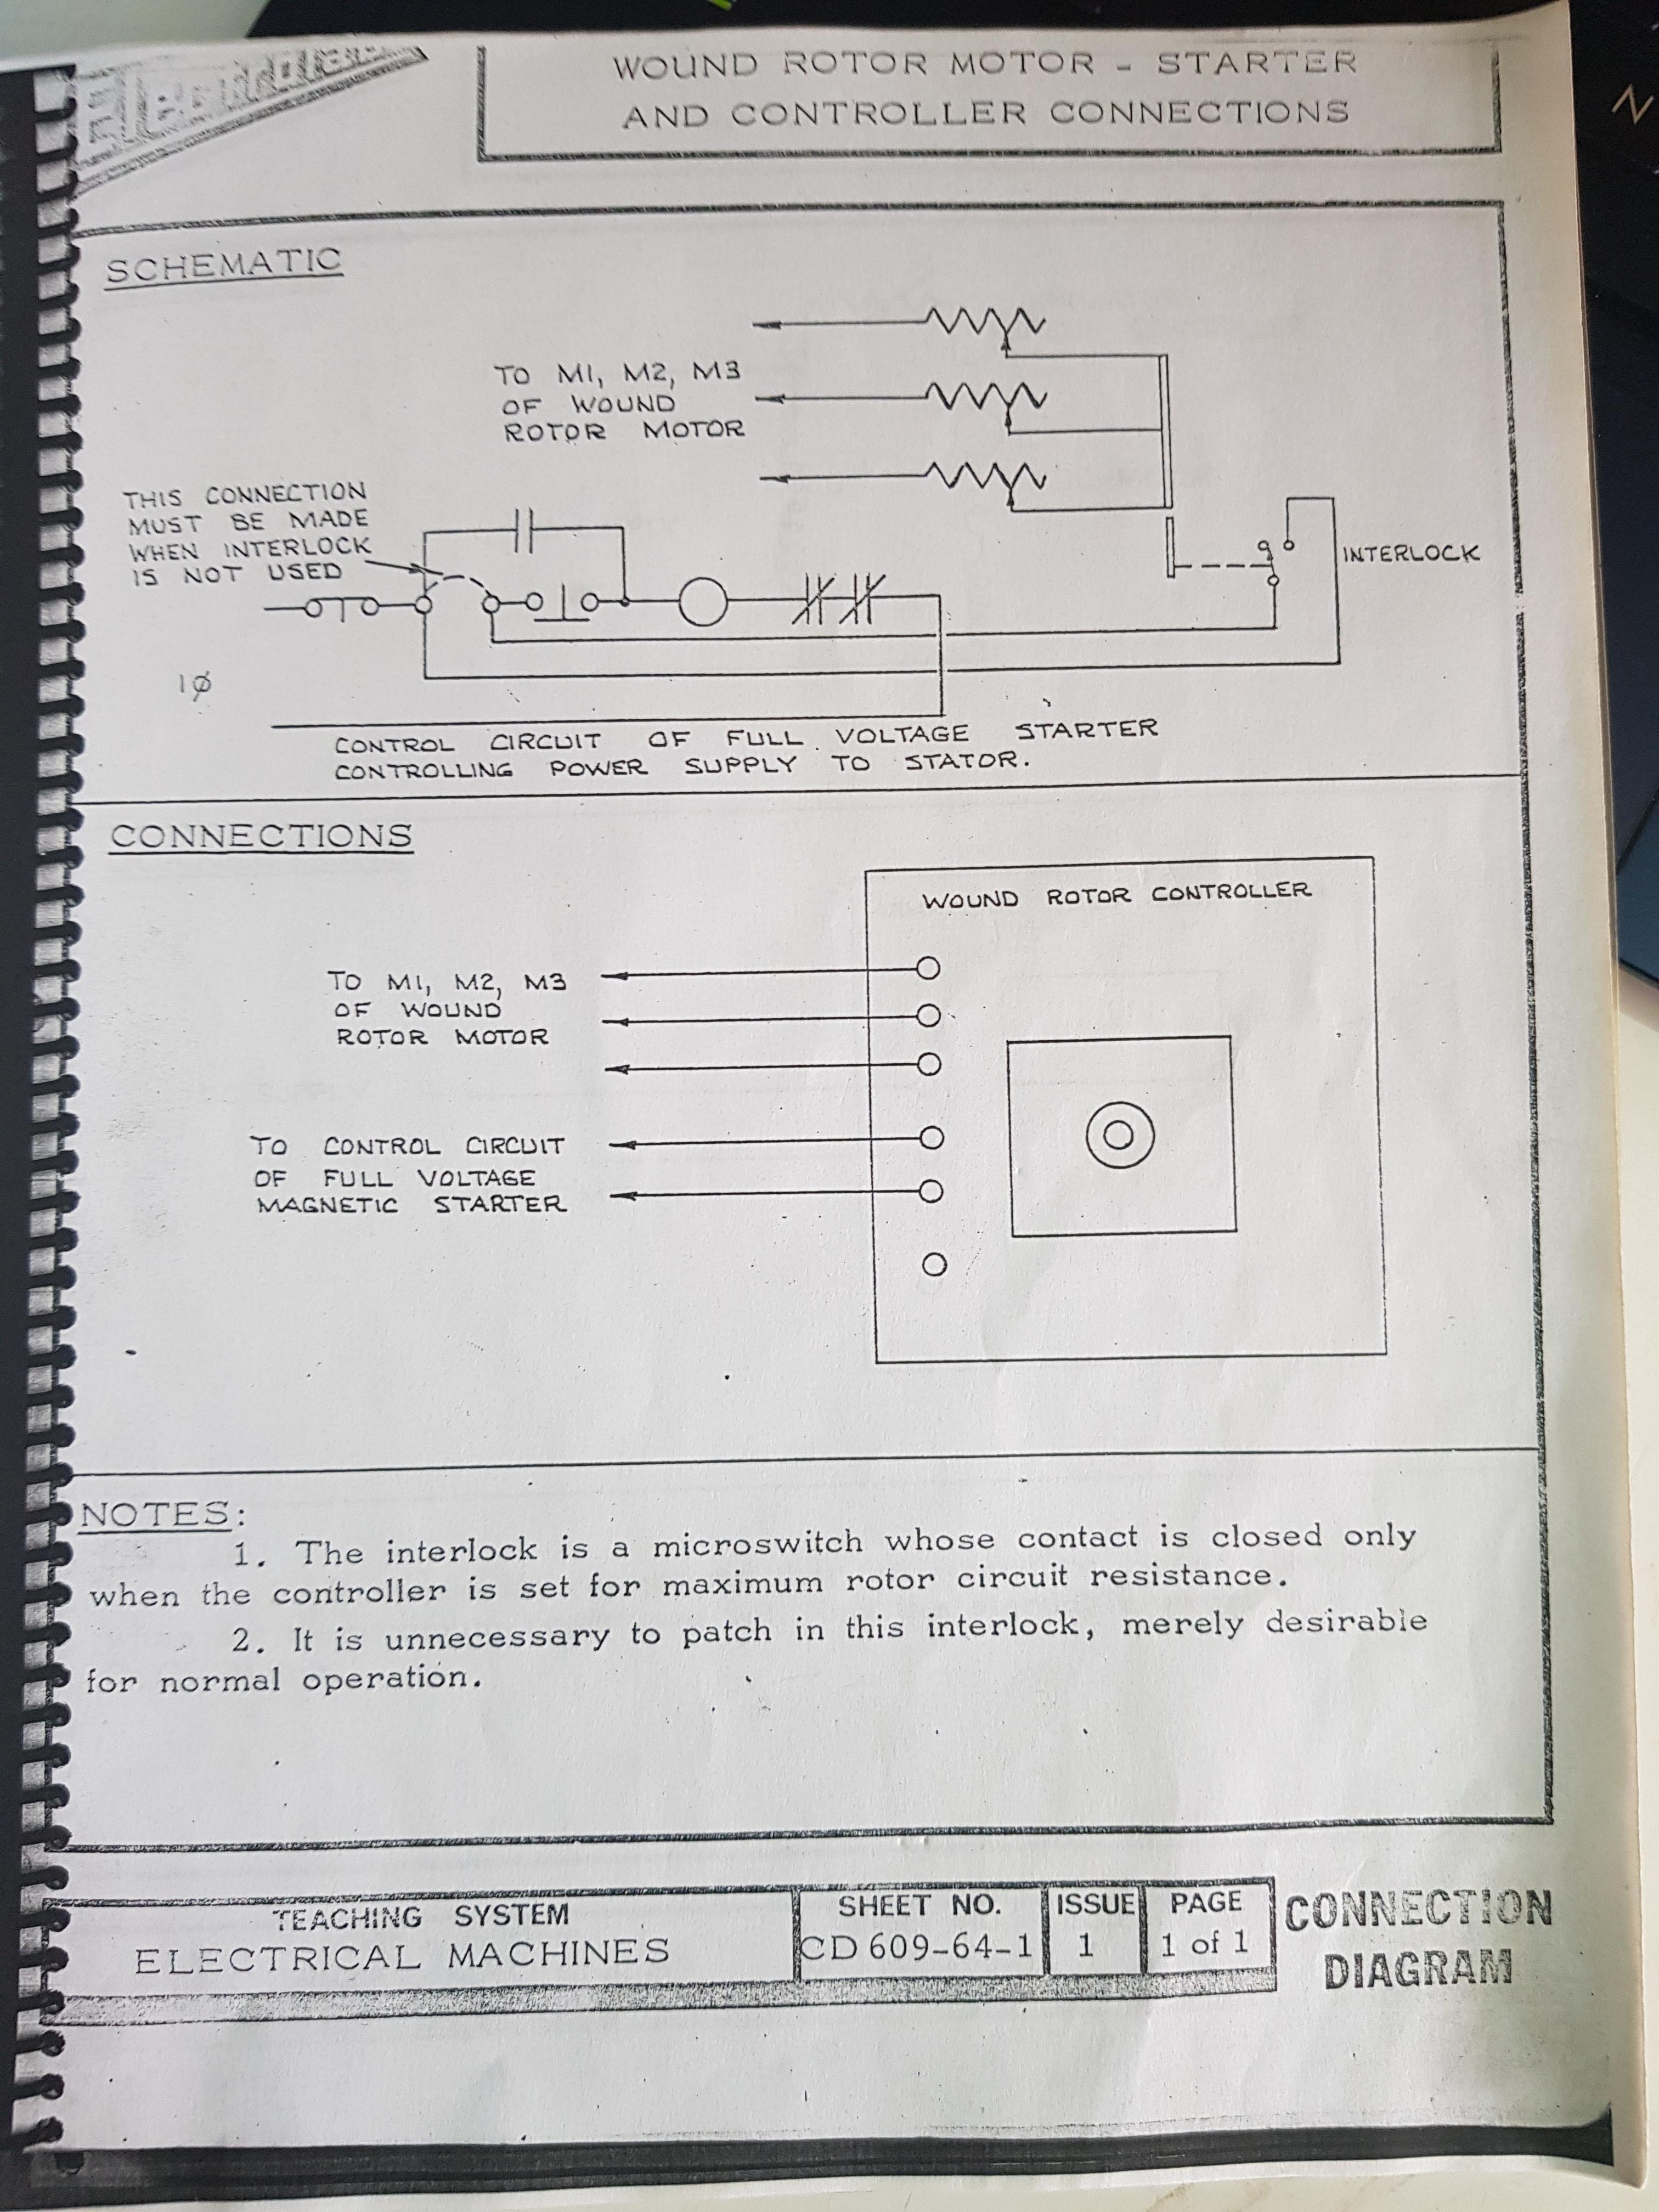 WOUND ROTOR MOTOR - STARTER
AND CONTROLLER CONNECTIONS
N
SCHEMATIC
TO M1, M2, M3
OF WOUND
ROTOR MOTOR
THIS CONNECTION
MUST BE MADE
WHEN INTERLOCK
IS NOT USED
INTERLOCK
1Ø
CONTROL CIRCUIT OF FULL VOLTAGE STARTER
CONTROLLING POWER SUPPLY TO STATOR.
CONNECTIONS
WOUND ROTOR CONTROLLER
TO M1, M2, M3
OF WOUND
ROTOR MOTOR
TO CONTROL CIRCUIT
OF FULL VOLTAGE
MAGNETIC STARTER
NOTES:
1. The interlock is a microswitch whose contact is closed only
when the controller is set for maximum rotor circuit resistance.
2. It is unnecessary to patch in this interlock, merely desirable
for normal operation.
TEACHING SYSTEM
ELECTRICAL MACHINES
SHEET NO.
CD 609-64-1
ISSUE
1
PAGE
1 of 1
CONNECTION
DIAGRAM